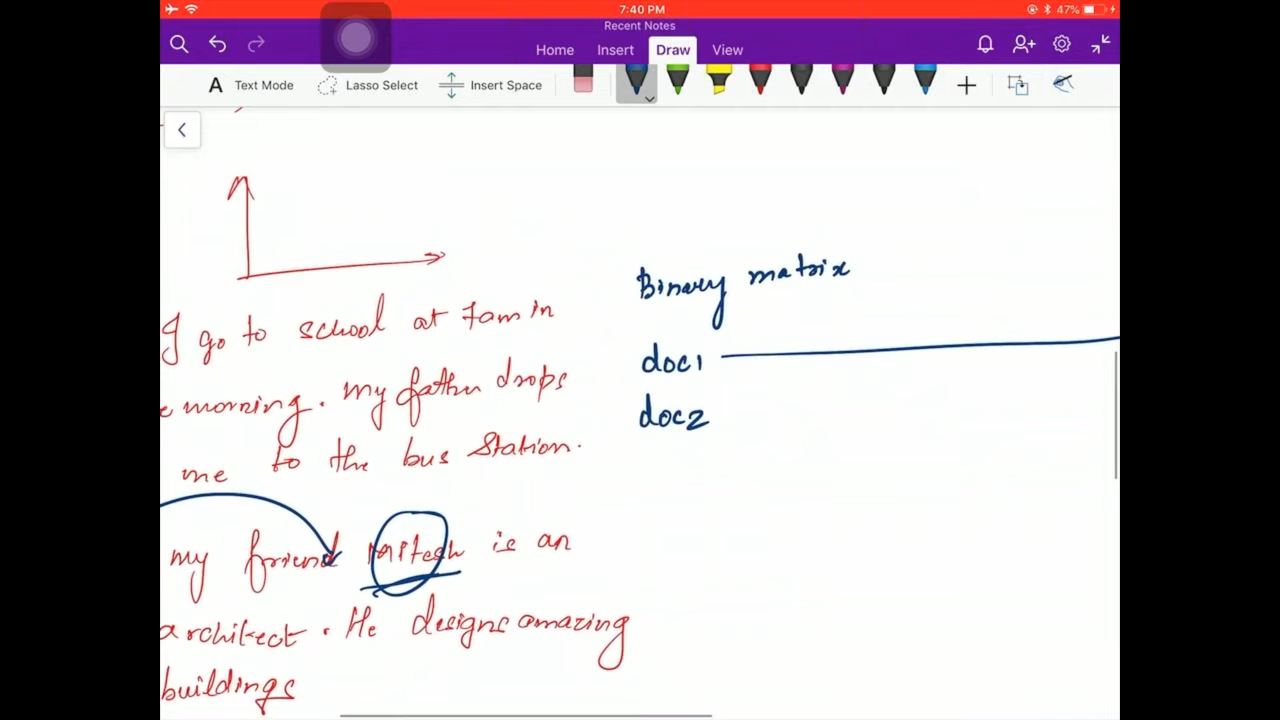 7:40 PM
47%
Recent Notes
Home Insert Draw View
A Text Mode Lasso Select Insert Space
Binary matrix
doc1
doc2
I go to school at 7am in
e morning. My father drops
me to the bus station.
my friend Mitesh is an
architect. He designs amazing
buildings